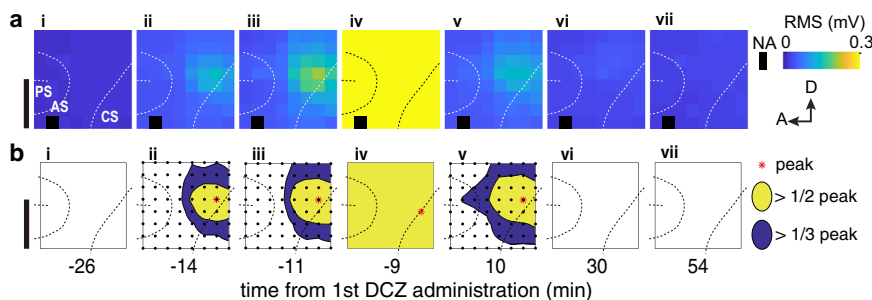 a i ii iii iv v vi vii RMS (mV)
NA 0 0.3
PS
AS
CS
D
A
b i ii iii iv v vi vii
* peak
> 1/2 peak
> 1/3 peak
-26 -14 -11 -9 10 30 54
time from 1st DCZ administration (min)